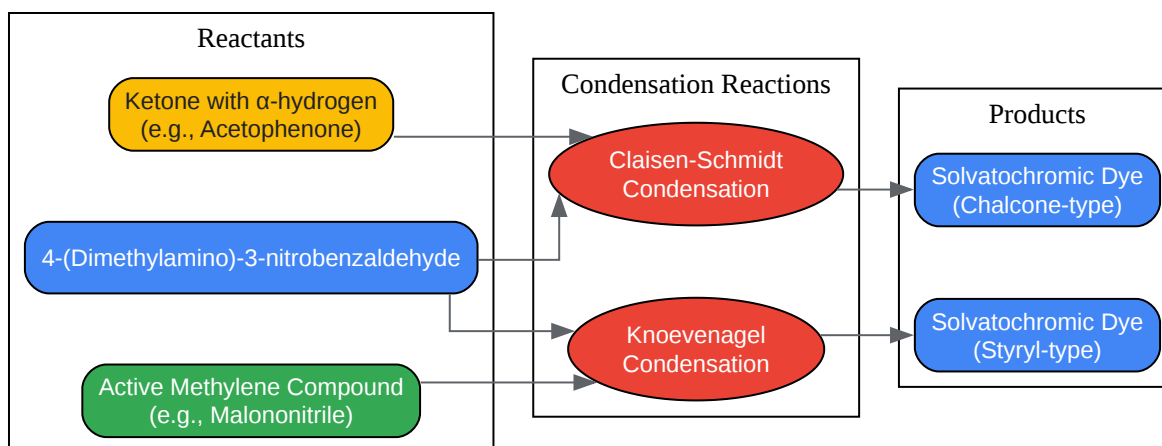 Reactants
Ketone with α-hydrogen
(e.g., Acetophenone)
4-(Dimethylamino)-3-nitrobenzaldehyde
Active Methylene Compound
(e.g., Malononitrile)
Condensation Reactions
Claisen-Schmidt
Condensation
Knoevenagel
Condensation
Products
Solvatochromic Dye
(Chalcone-type)
Solvatochromic Dye
(Styryl-type)